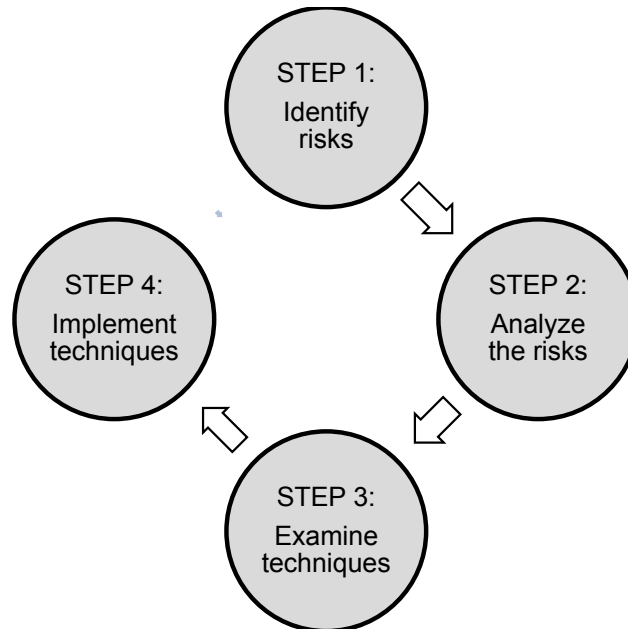 STEP 1:
Identify
risks
STEP 2:
Analyze
the risks
STEP 3:
Examine
techniques
STEP 4:
Implement
techniques